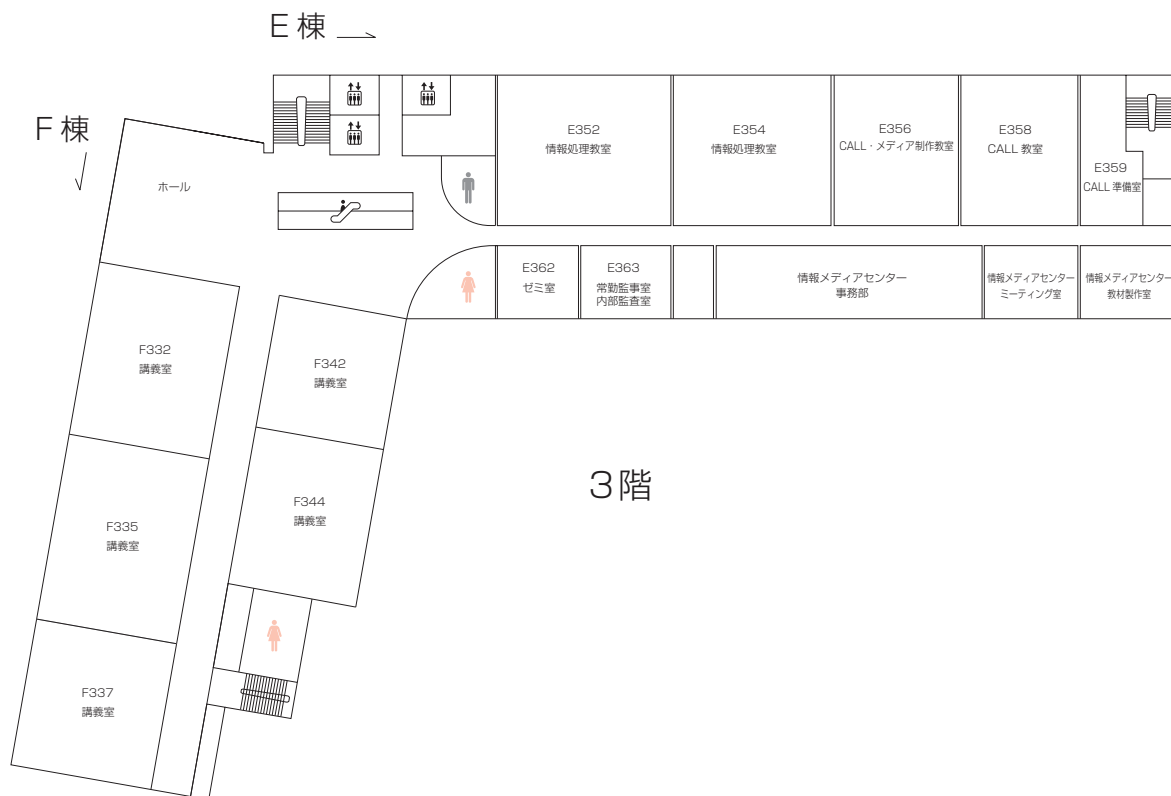 E棟
F棟
ホール
E352
情報処理教室
E354
情報処理教室
E356
CALL・メディア制作教室
E358
CALL 教室
E359
CALL 準備室
E362
ゼミ室
E363
常勤監事室
内部監査室
情報メディアセンター
事務部
情報メディアセンター
ミーティング室
情報メディアセンター
教材製作室
F332
講義室
F342
講義室
F335
講義室
F344
講義室
F337
講義室
3階